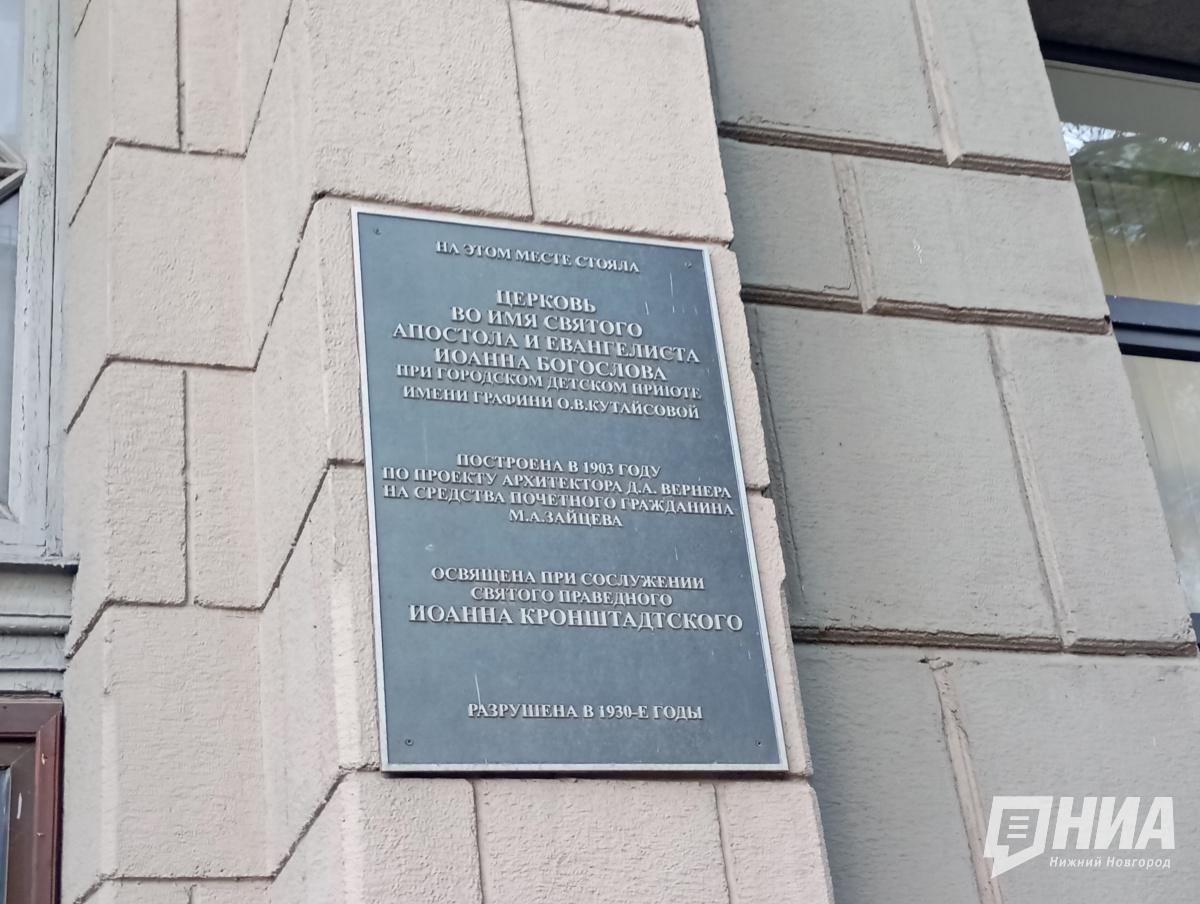 НА ЭТОМ МЕСТЕ СТОЯЛА
ЦЕРКОВЬ
ВО ИМЯ СВЯТОГО
АПОСТОЛА И ЕВАНГЕЛИСТА
ИОАННА БОГОСЛОВА
ПРИ ГОРОДСКОМ ДЕТСКОМ ПРИЮТЕ
ИМЕНИ ГРАФИНИ О.В.КУТАЙСОВОЙ
ПОСТРОЕНА В 1903 ГОДУ
ПО ПРОЕКТУ АРХИТЕКТОРА Д.А. ВЕРНЕРА
НА СРЕДСТВА ПОЧЕТНОГО ГРАЖДАНИНА
М.А.ЗАЙЦЕВА
ОСВЯЩЕНА ПРИ СОСЛУЖЕНИИ
СВЯТОГО ПРАВЕДНОГО
ИОАННА КРОНШТАДТСКОГО
РАЗРУШЕНА В 1930-Е ГОДЫ
НИА
Нижний Новгород